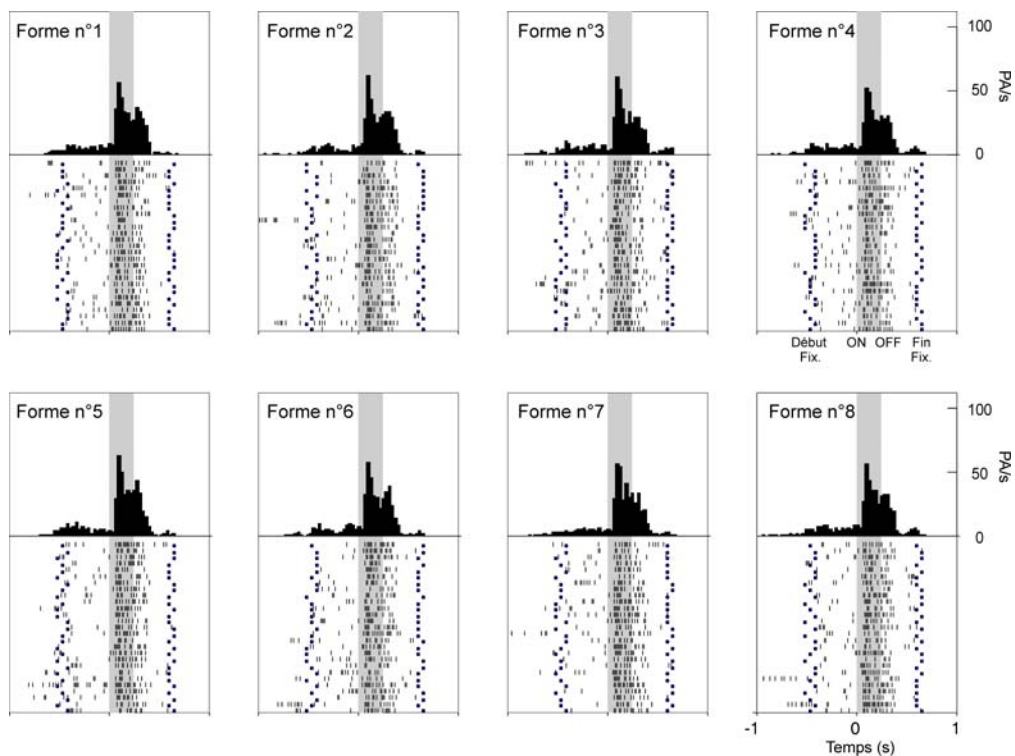 Forme n°1
Forme n°2
Forme n°3
Forme n°4
100
50
0
PA/s
Début Fix.
ON
OFF
Fin Fix.
Forme n°5
Forme n°6
Forme n°7
Forme n°8
100
50
0
PA/s
-1
0
1
Temps (s)